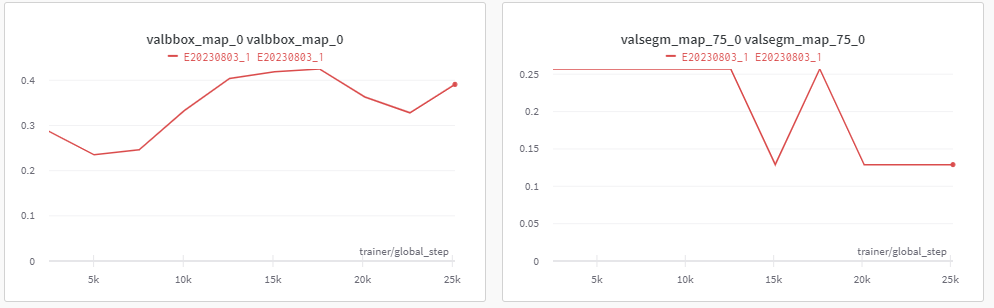 valbbox_map_0 valbbox_map_0
E20230803_1 E20230803_1
0.4
0.3
0.2
0.1
0
trainer/global_step
5k
10k
15k
20k
25k
valsegm_map_75_0 valsegm_map_75_0
E20230803_1 E20230803_1
0.25
0.2
0.15
0.1
0.05
0
trainer/global_step
5k
10k
15k
20k
25k